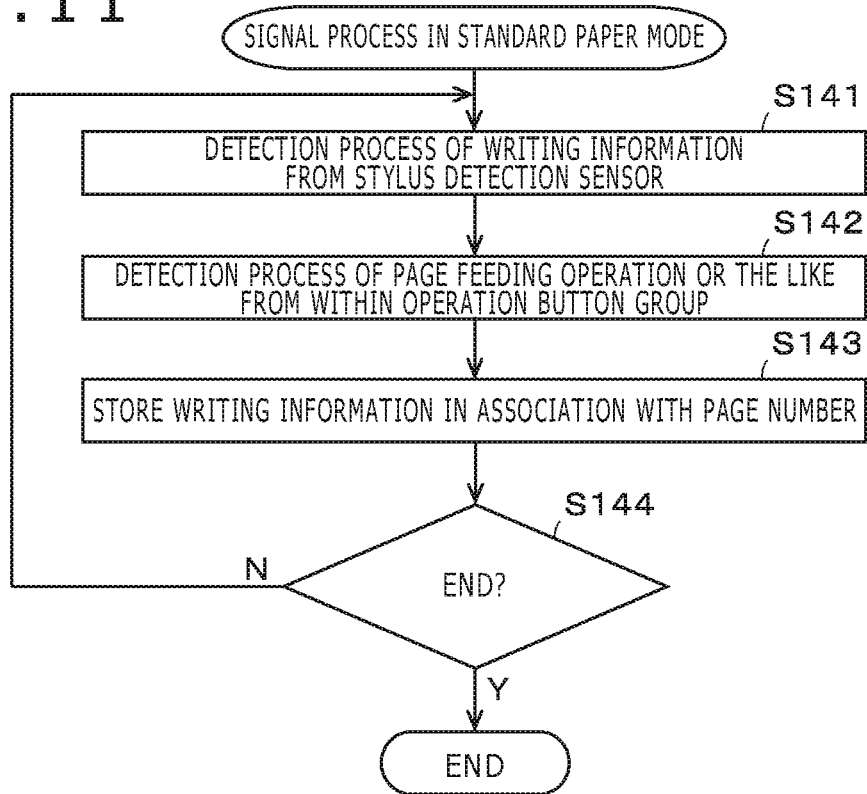 .11
SIGNAL PROCESS IN STANDARD PAPER MODE
S141
DETECTION PROCESS OF WRITING INFORMATION
FROM STYLUS DETECTION SENSOR
S142
DETECTION PROCESS OF PAGE FEEDING OPERATION OR THE LIKE
FROM WITHIN OPERATION BUTTON GROUP
S143
STORE WRITING INFORMATION IN ASSOCIATION WITH PAGE NUMBER
S144
N
END?
Y
END